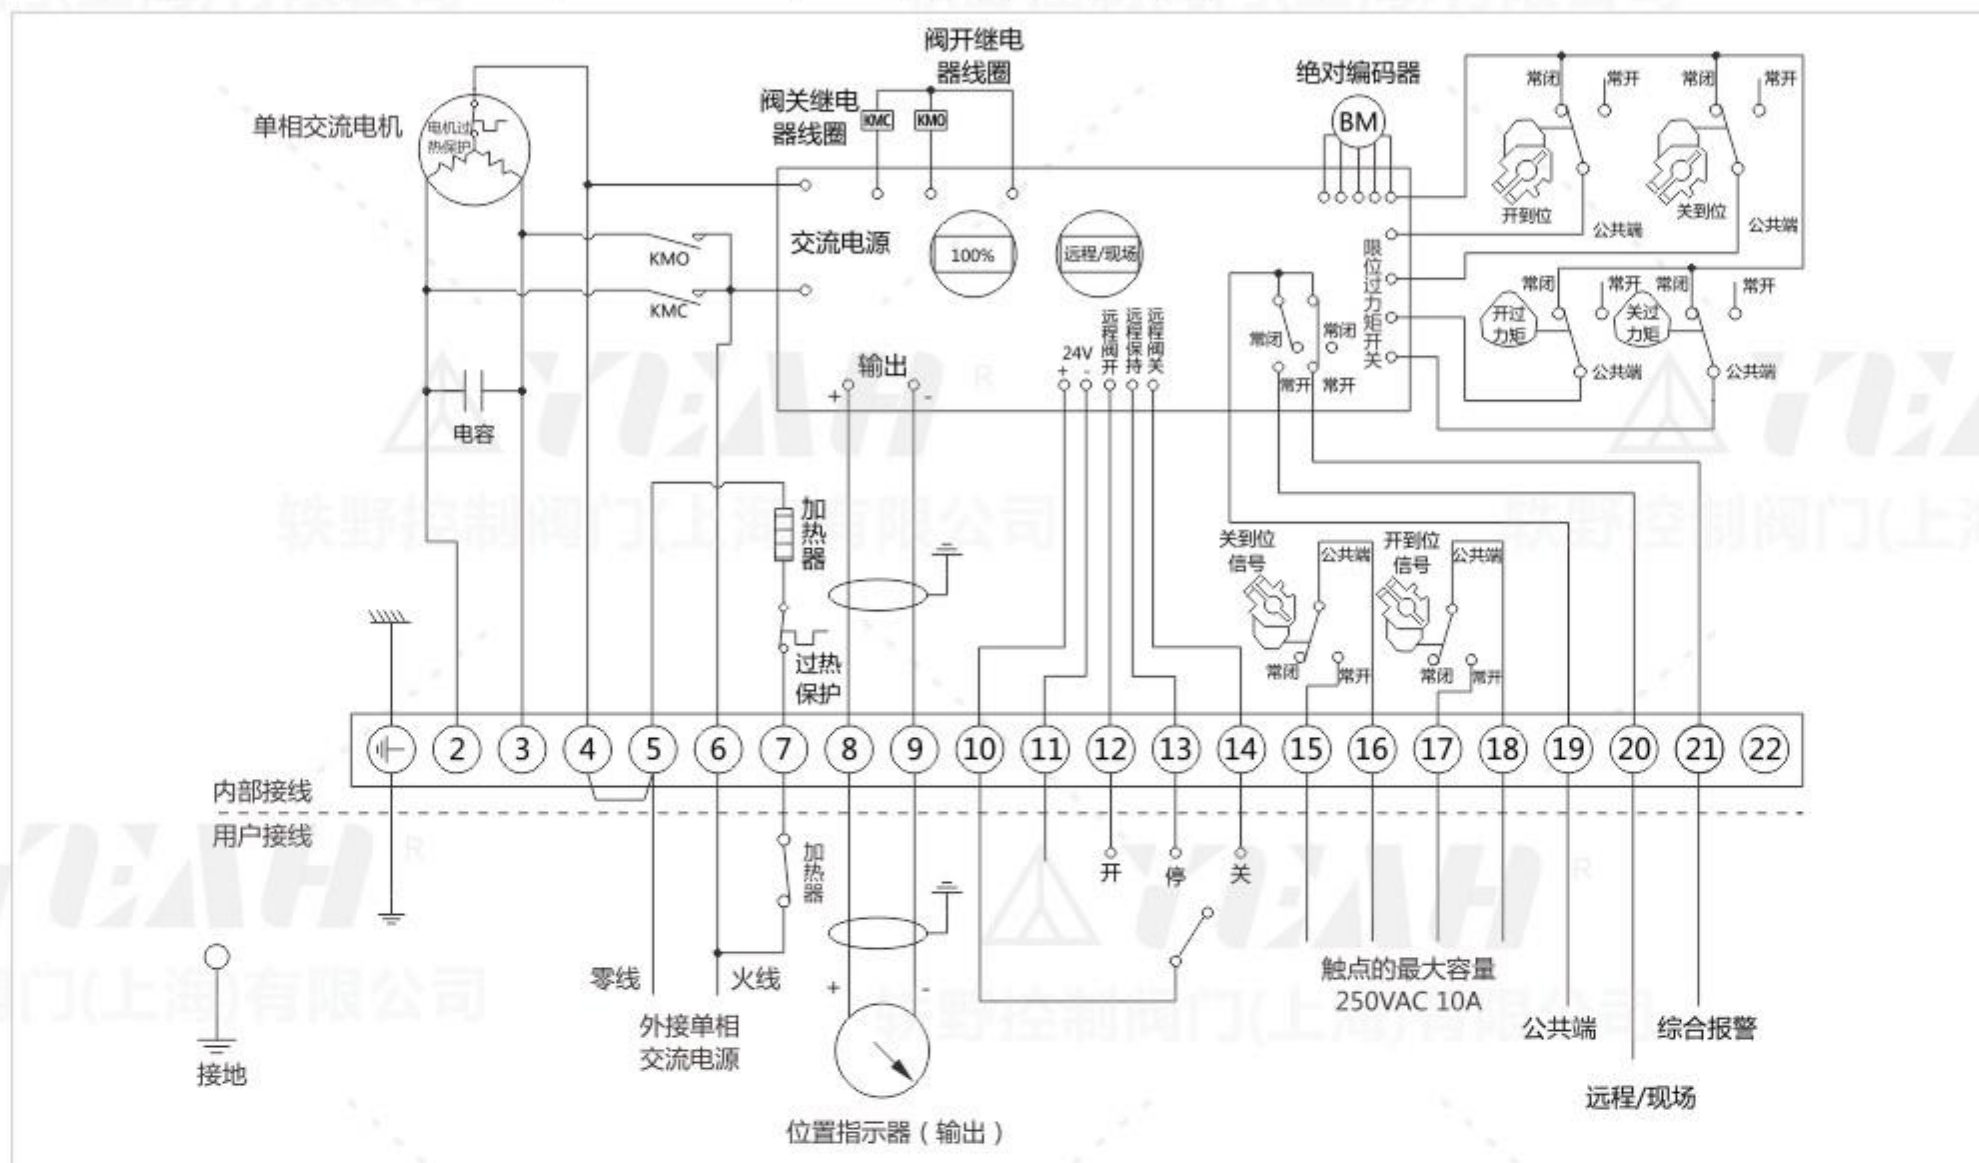 阀开继电
器线圈
绝对编码器
阀关继电
器线圈
KMC
KMO
BM
单相交流电机
电机过
热保护
常闭
常开
常闭
常开
开到位
公共端
关到位
公共端
交流电源
100%
远程/现场
KMO
KMC
限位过力矩开关
常闭
常开
常闭
常开
开过
力矩
关过
力矩
公共端
公共端
输出
+
-
24V
+
-
远程阀开
远程保持
远程阀关
常闭
常闭
常开
常开
电容
加热器
过热
保护
关到位
信号
公共端
开到位
信号
公共端
常闭
常开
常闭
常开
2 3 4 5 6 7 8 9 10 11 12 13 14 15 16 17 18 19 20 21 22
内部接线
用户接线
加热器
开
停
关
零线
火线
外接单相
交流电源
+
-
位置指示器(输出)
触点的最大容量
250VAC 10A
公共端
综合报警
远程/现场
接地
YEAH
R
轶野控制阀门(上海)有限公司